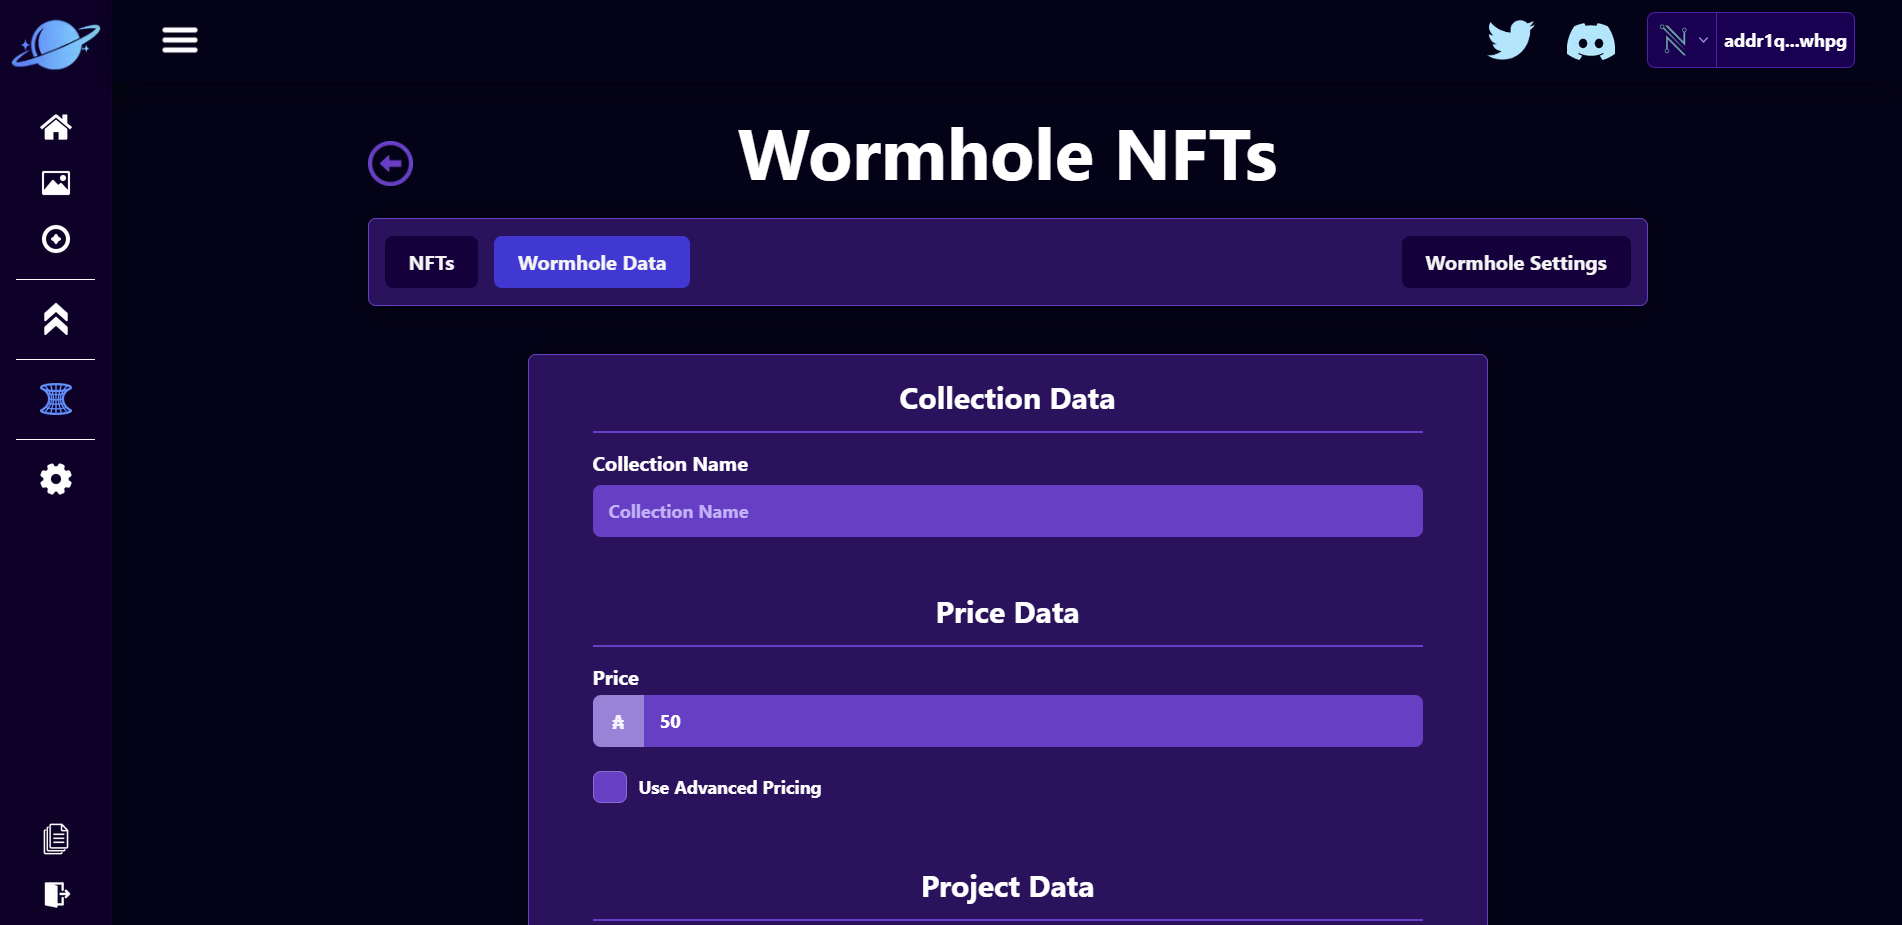 addr1q...whpg
Wormhole NFTs
NFTs
Wormhole Data
Wormhole Settings
Collection Data
Collection Name
Collection Name
Price Data
Price
₳ 50
Use Advanced Pricing
Project Data